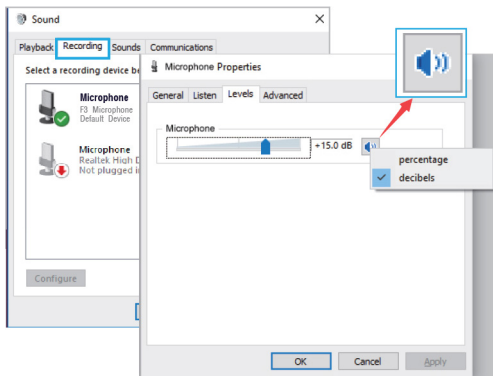 Sound
Playback Recording Sounds Communications
Select a recording device be
Microphone
F3 Microphone
Default Device
Microphone
Realtek High D
Not plugged i
Configure
Microphone Properties
General Listen Levels Advanced
Microphone
+15.0 dB
percentage
decibels
OK Cancel Apply